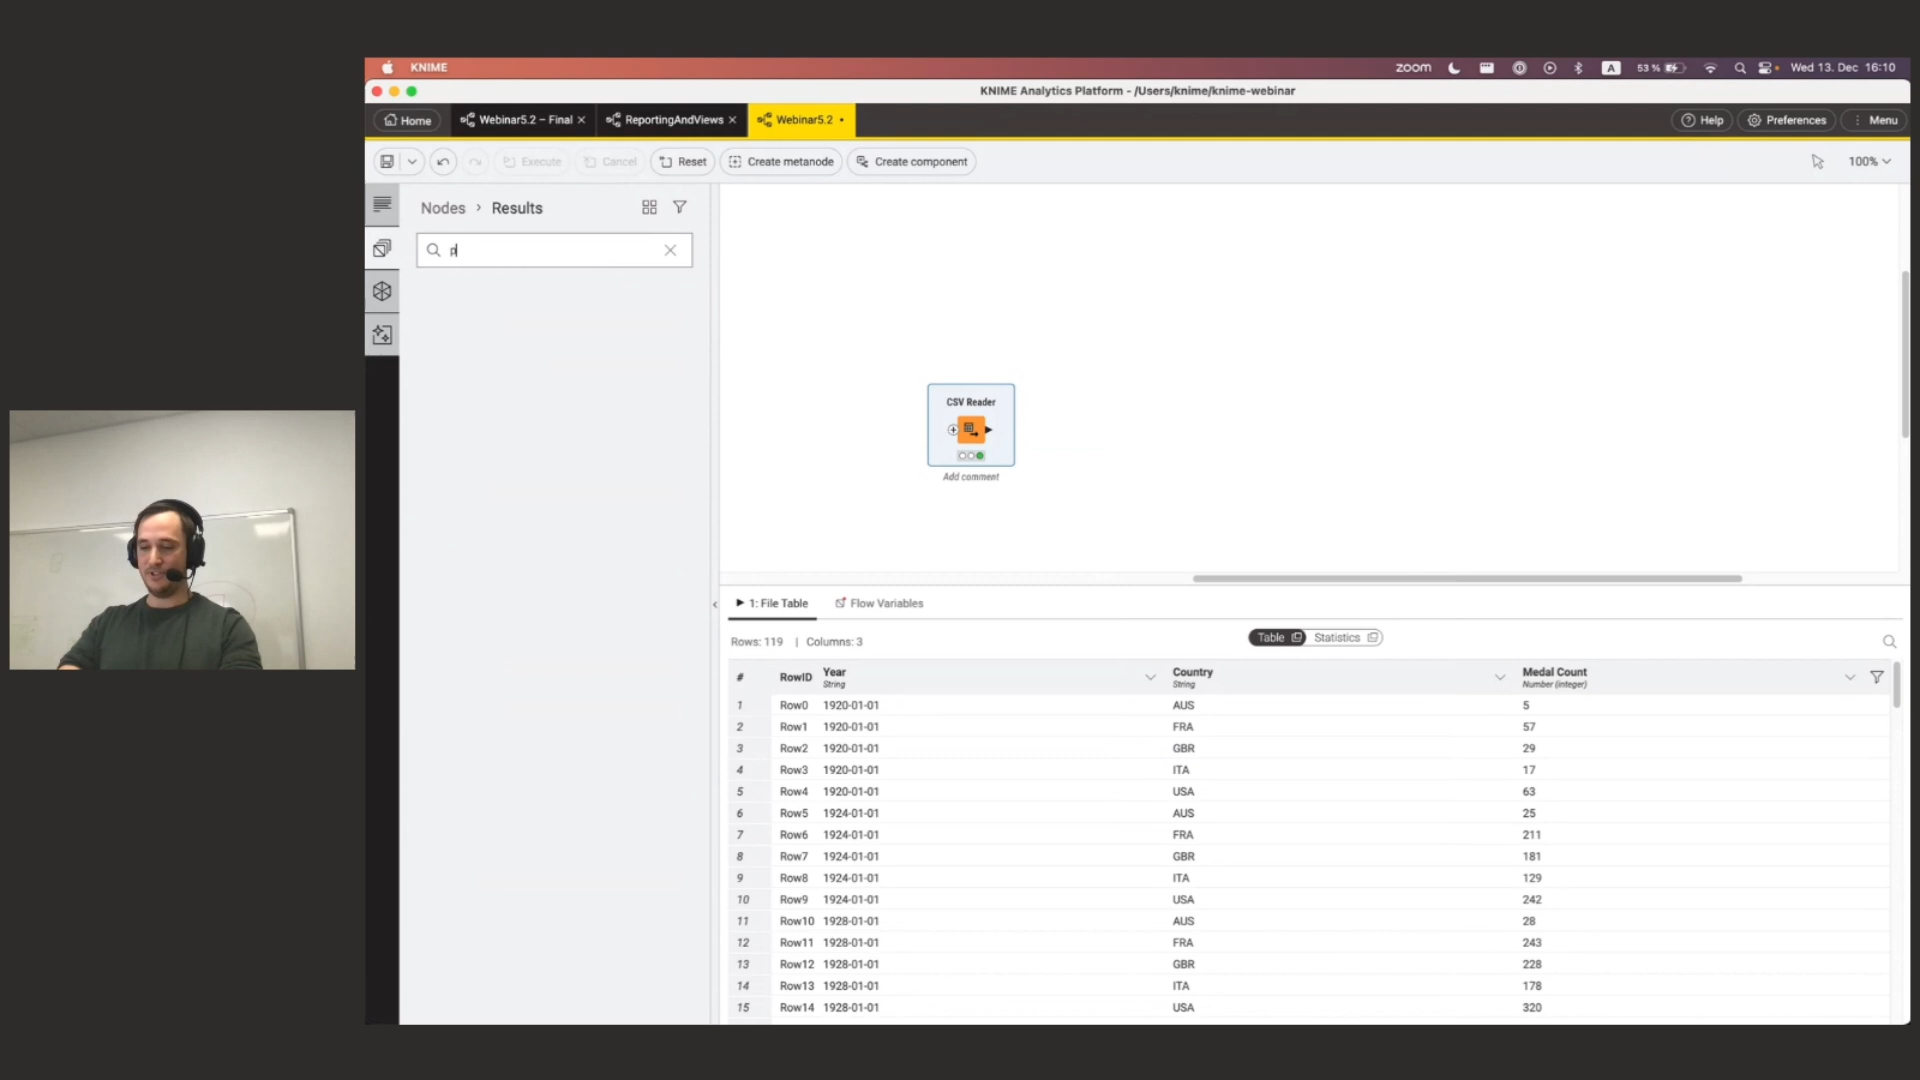 KNIME
zoom
A
53 %
Wed 13. Dec 16:10
KNIME Analytics Platform - /Users/knime/knime-webinar
Home
Webinar5.2 – Final
ReportingAndViews
Webinar5.2
Help
Preferences
Menu
Execute
Cancel
Reset
Create metanode
Create component
100%
Nodes › Results
p
CSV Reader
Add comment
1: File Table
Flow Variables
Rows: 119 | Columns: 3
Table
Statistics
# RowID Year Country Medal Count
String String Number (integer)
1 Row0 1920-01-01 AUS 5
2 Row1 1920-01-01 FRA 57
3 Row2 1920-01-01 GBR 29
4 Row3 1920-01-01 ITA 17
5 Row4 1920-01-01 USA 63
6 Row5 1924-01-01 AUS 25
7 Row6 1924-01-01 FRA 211
8 Row7 1924-01-01 GBR 181
9 Row8 1924-01-01 ITA 129
10 Row9 1924-01-01 USA 242
11 Row10 1928-01-01 AUS 28
12 Row11 1928-01-01 FRA 243
13 Row12 1928-01-01 GBR 228
14 Row13 1928-01-01 ITA 178
15 Row14 1928-01-01 USA 320